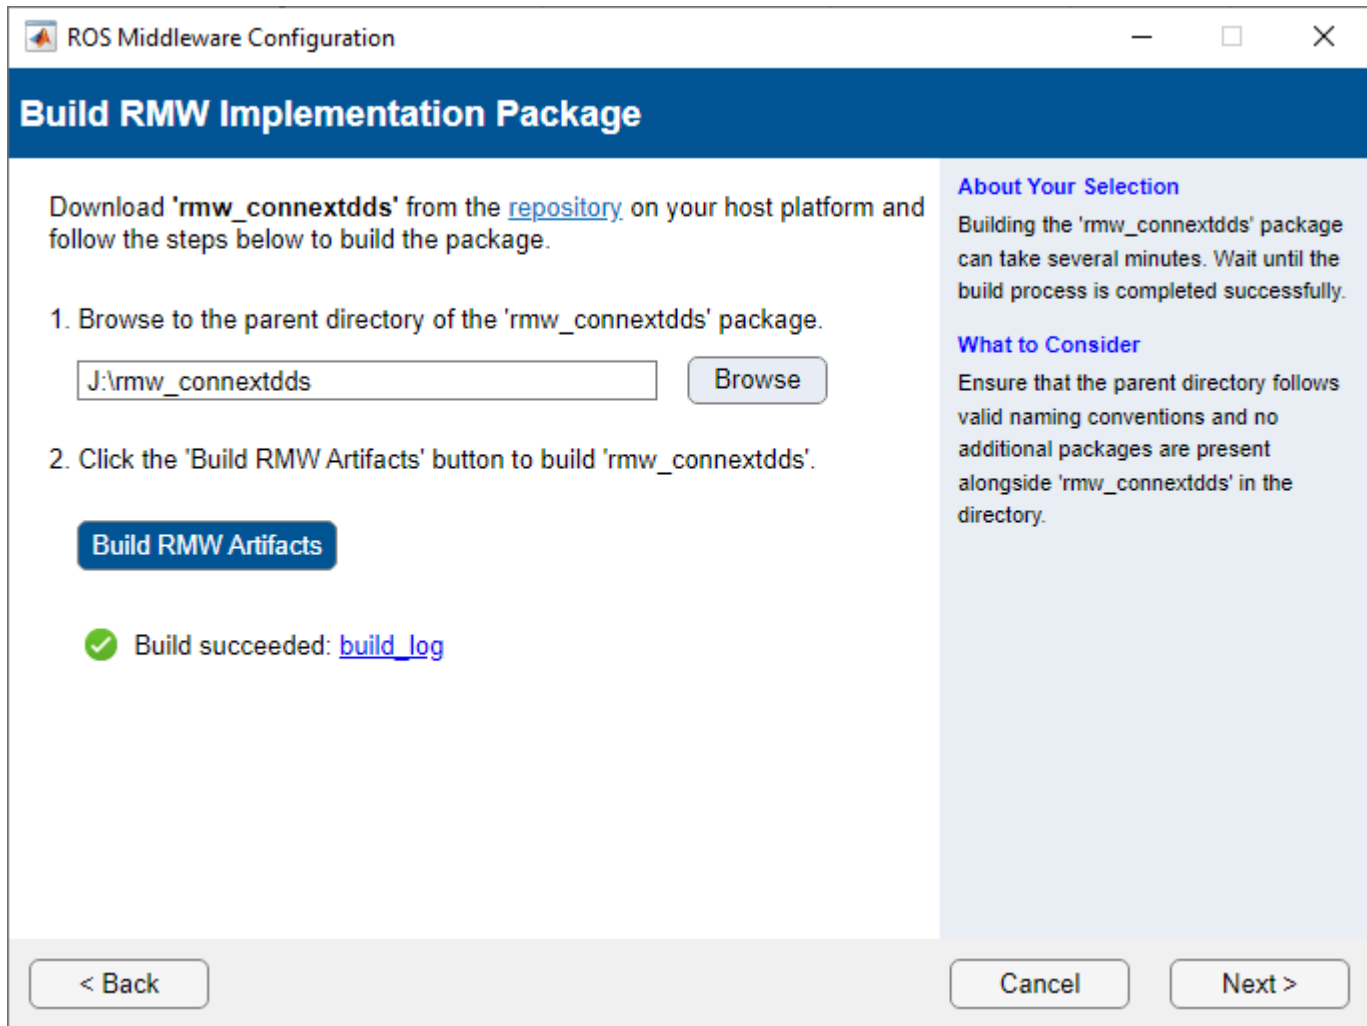 ROS Middleware Configuration
Build RMW Implementation Package
Download 'rmw_connextdds' from the repository on your host platform and
follow the steps below to build the package.
1. Browse to the parent directory of the 'rmw_connextdds' package.
J:\rmw_connextdds
Browse
2. Click the 'Build RMW Artifacts' button to build 'rmw_connextdds'.
Build RMW Artifacts
Build succeeded: build_log
About Your Selection
Building the 'rmw_connextdds' package
can take several minutes. Wait until the
build process is completed successfully.
What to Consider
Ensure that the parent directory follows
valid naming conventions and no
additional packages are present
alongside 'rmw_connextdds' in the
directory.
< Back
Cancel
Next >